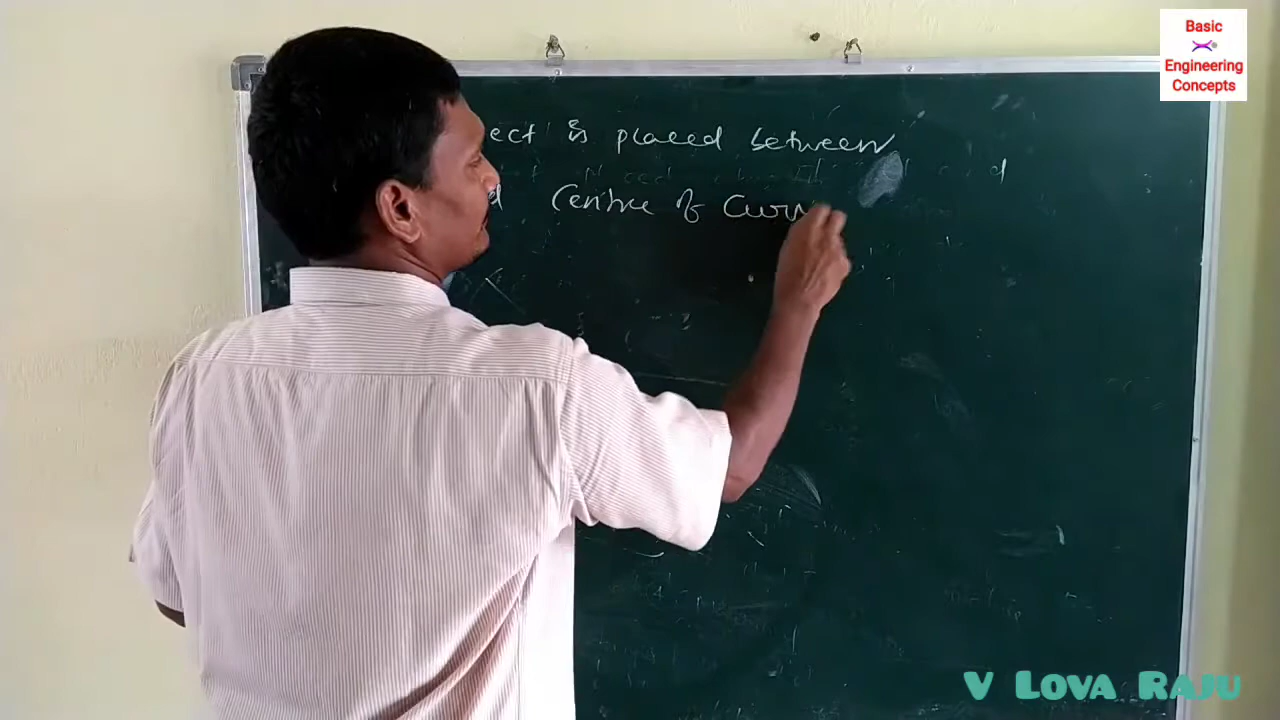 Basic
Engineering
Concepts
ect is placed between
d Centre of Curv
V Lova Raju